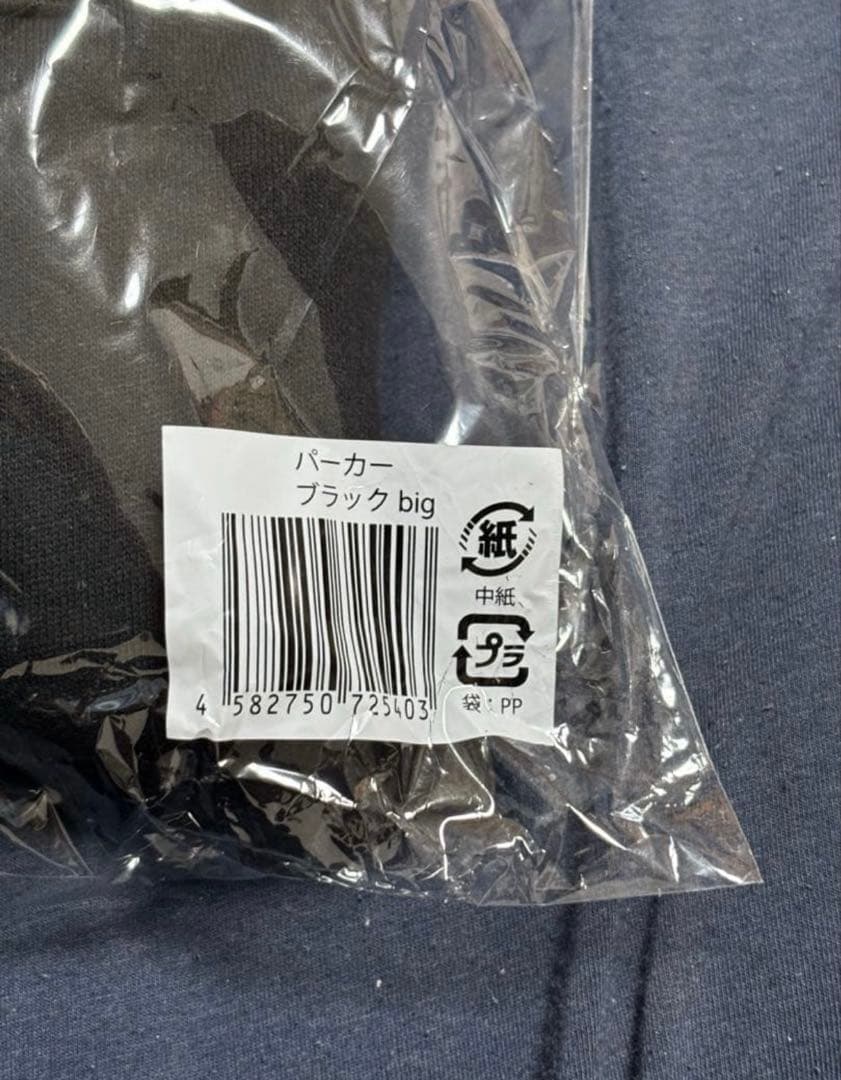 パーカー
ブラック big
紙
中紙
プラ
袋：PP
4 582750 725403